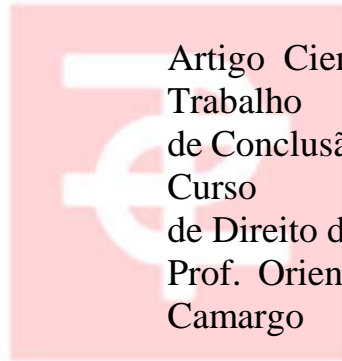 Artigo
Trabalho
de
Curso
de Direito
Prof.
Camargo